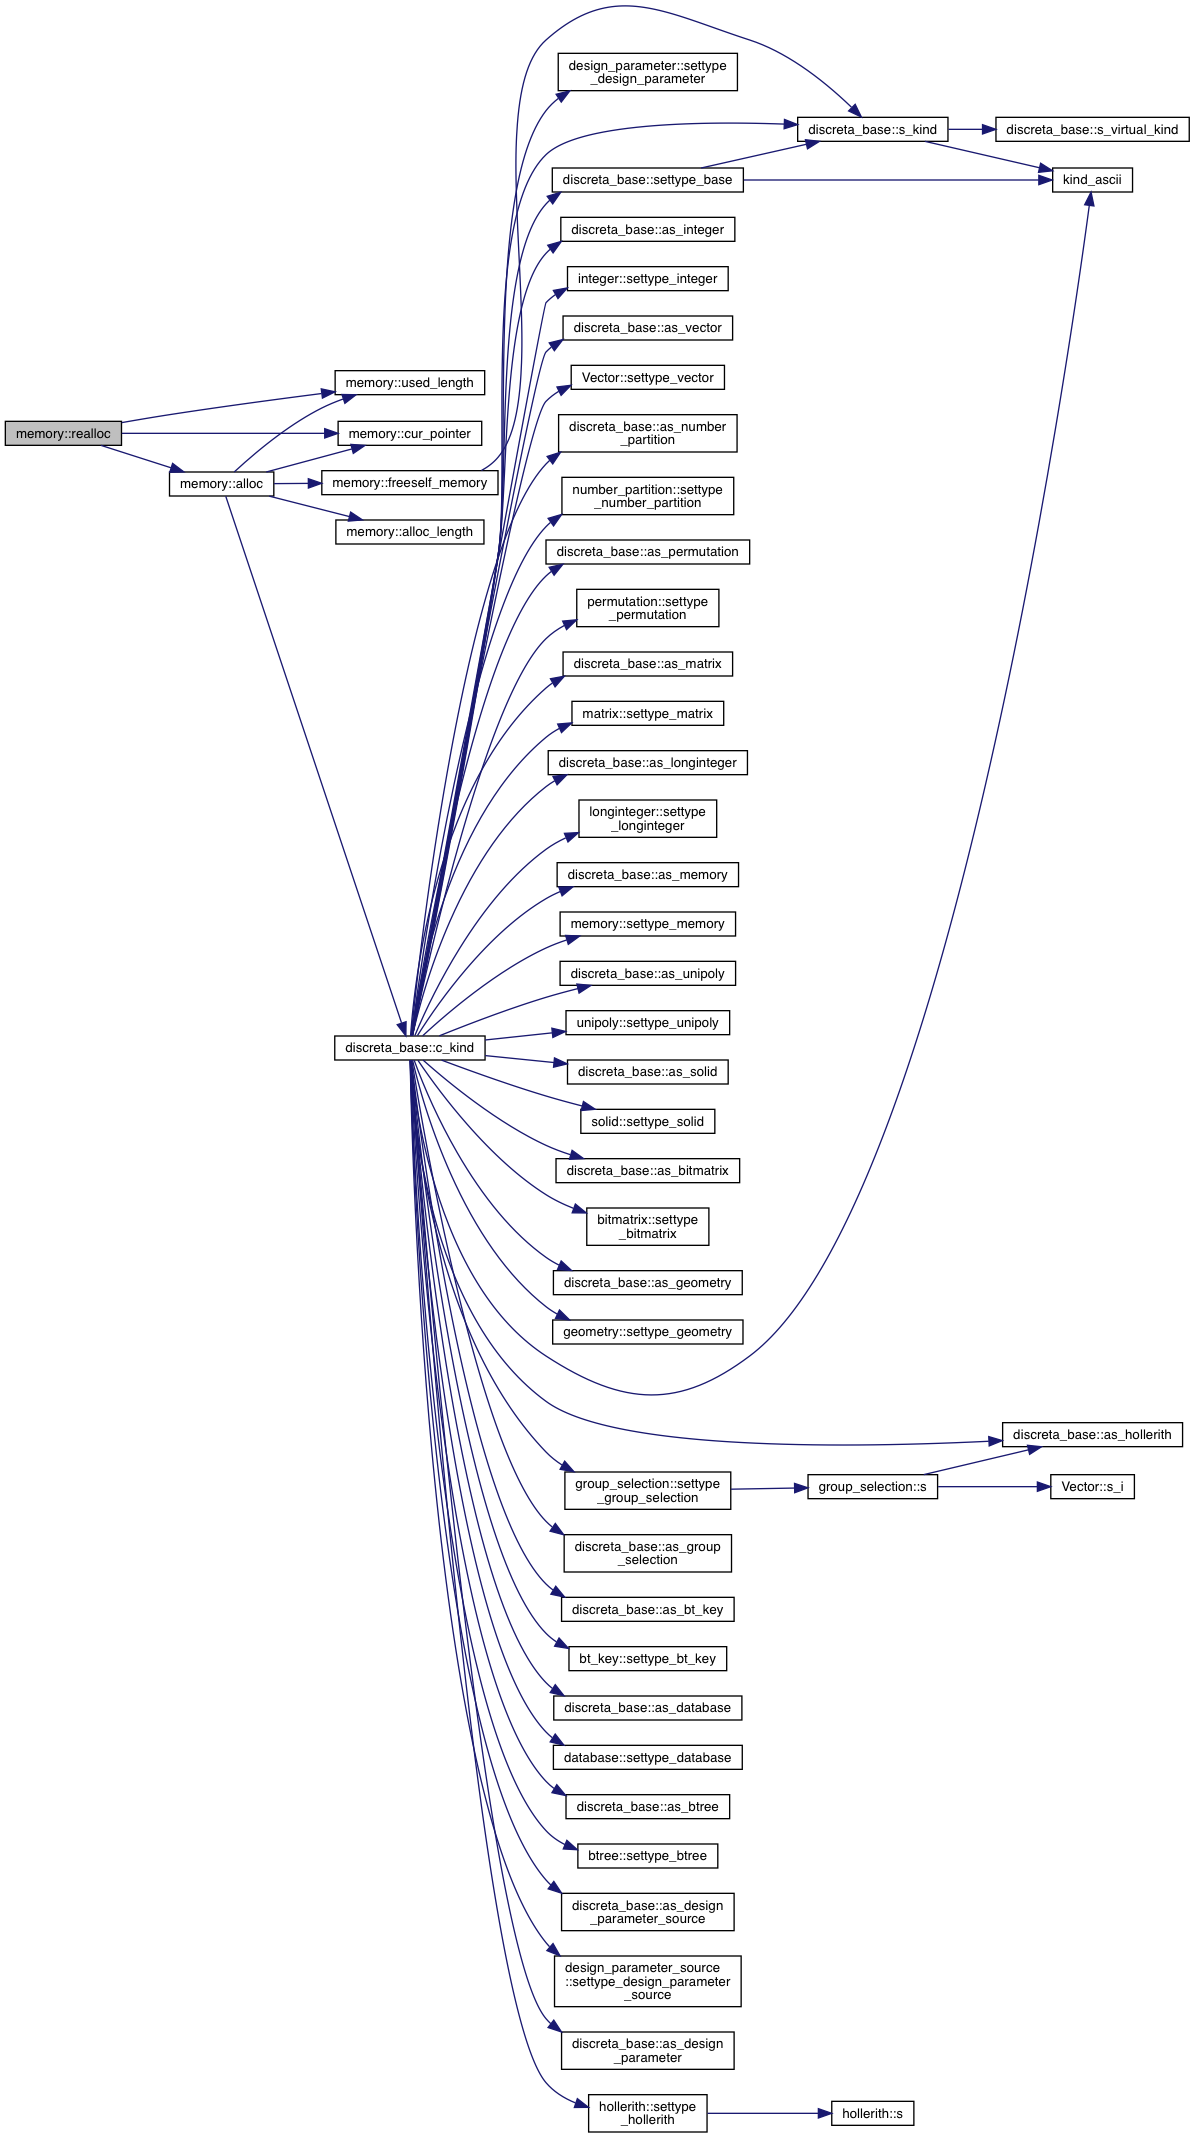 design_parameter::settype
_design_parameter
discreta_base::s_kind
discreta_base::s_virtual_kind
discreta_base::settype_base
kind_ascii
discreta_base::as_integer
integer::settype_integer
discreta_base::as_vector
Vector::settype_vector
memory::used_length
memory::realloc
memory::cur_pointer
discreta_base::as_number
_partition
memory::alloc
memory::freeself_memory
number_partition::settype
_number_partition
memory::alloc_length
discreta_base::as_permutation
permutation::settype
_permutation
discreta_base::as_matrix
matrix::settype_matrix
discreta_base::as_longinteger
longinteger::settype
_longinteger
discreta_base::as_memory
memory::settype_memory
discreta_base::as_unipoly
unipoly::settype_unipoly
discreta_base::c_kind
discreta_base::as_solid
solid::settype_solid
discreta_base::as_bitmatrix
bitmatrix::settype
_bitmatrix
discreta_base::as_geometry
geometry::settype_geometry
discreta_base::as_hollerith
group_selection::settype
_group_selection
group_selection::s
Vector::s_i
discreta_base::as_group
_selection
discreta_base::as_bt_key
bt_key::settype_bt_key
discreta_base::as_database
database::settype_database
discreta_base::as_btree
btree::settype_btree
discreta_base::as_design
_parameter_source
design_parameter_source
::settype_design_parameter
_source
discreta_base::as_design
_parameter
hollerith::settype
_hollerith
hollerith::s